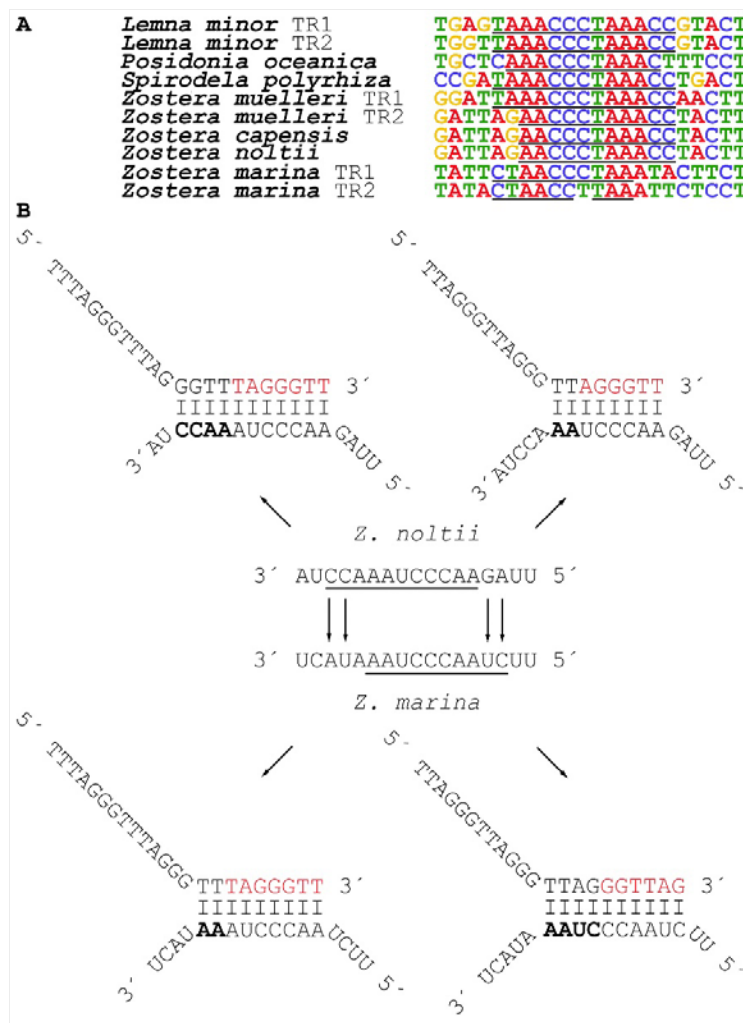 A
Lemna minor TR1 TGAGTAAACCCTAAACCGTACT
Lemna minor TR2 TGGTTAAACCCTAAACCGTACT
Posidonia oceanica TGCTCAAACCCTAAACTTTCCT
Spirodela polyrhiza CCGATAAACCCTAAACCTGACT
Zostera muelleri TR1 GGATTAAACCCTAAACCAACTT
Zostera muelleri TR2 GATTAGAACCCTAAACCTACTT
Zostera capensis GATTAGAACCCTAAACCTACTT
Zostera noltii GATTAGAACCCTAAACCTACTT
Zostera marina TR1 TATTCTAACCCTAAATACTTCT
Zostera marina TR2 TATACTAACCCTTAAATTCTCCT
B
5- TTTAGGGTTTAG GGTTTAGGGTT 3´
IIIIIIIIIII
3´AU CCAAAUCCCAA GAUU 5-
5- TTAGGGTTAGGG TTAGGGTT 3´
IIIIIIII
3´AUCCA AAUCCCAA GAUU 5-
Z. noltii
3´ AUCCAAAUCCCAAGAUU 5´
3´ UCAUAAAUCCCAAUCUU 5´
Z. marina
5- TTTAGGGTTTAGGG TTTAGGGTT 3´
IIIIIIIII
3´ UCAU AAAUCCCAA UCUU 5-
5- TTAGGGTTAGGG TTAGGGTTAG 3´
IIIIIIIIII
3´ UCAUA AAUCCCAAUC UU 5-